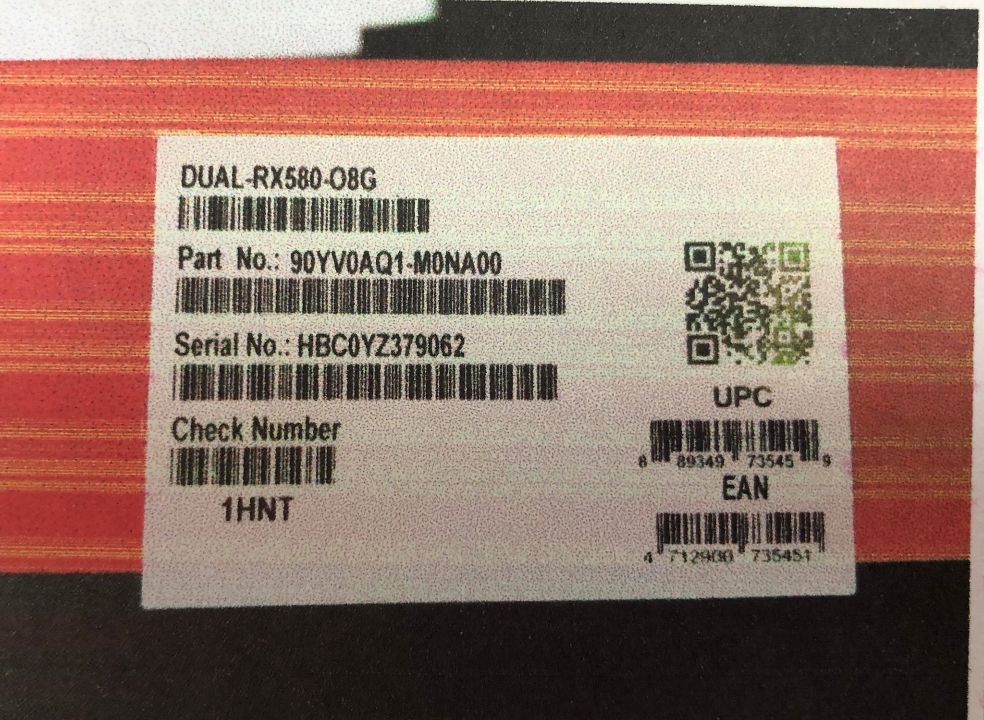 DUAL-RX580-O8G
Part No.: 90YV0AQ1-M0NA00
Serial No.: HBC0YZ379062
Check Number
1HNT
UPC
8 89349 73545 9
EAN
4 712900 735451